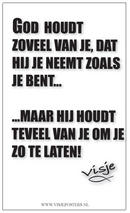 GOD HOUDT
ZOVEEL VAN JE, DAT
HIJ JE NEEMT ZOALS
JE BENT...
...MAAR HIJ HOUDT
TEVEEL VAN JE OM JE
ZO TE LATEN!
visje
WWW.VISJEPOSTERS.NL